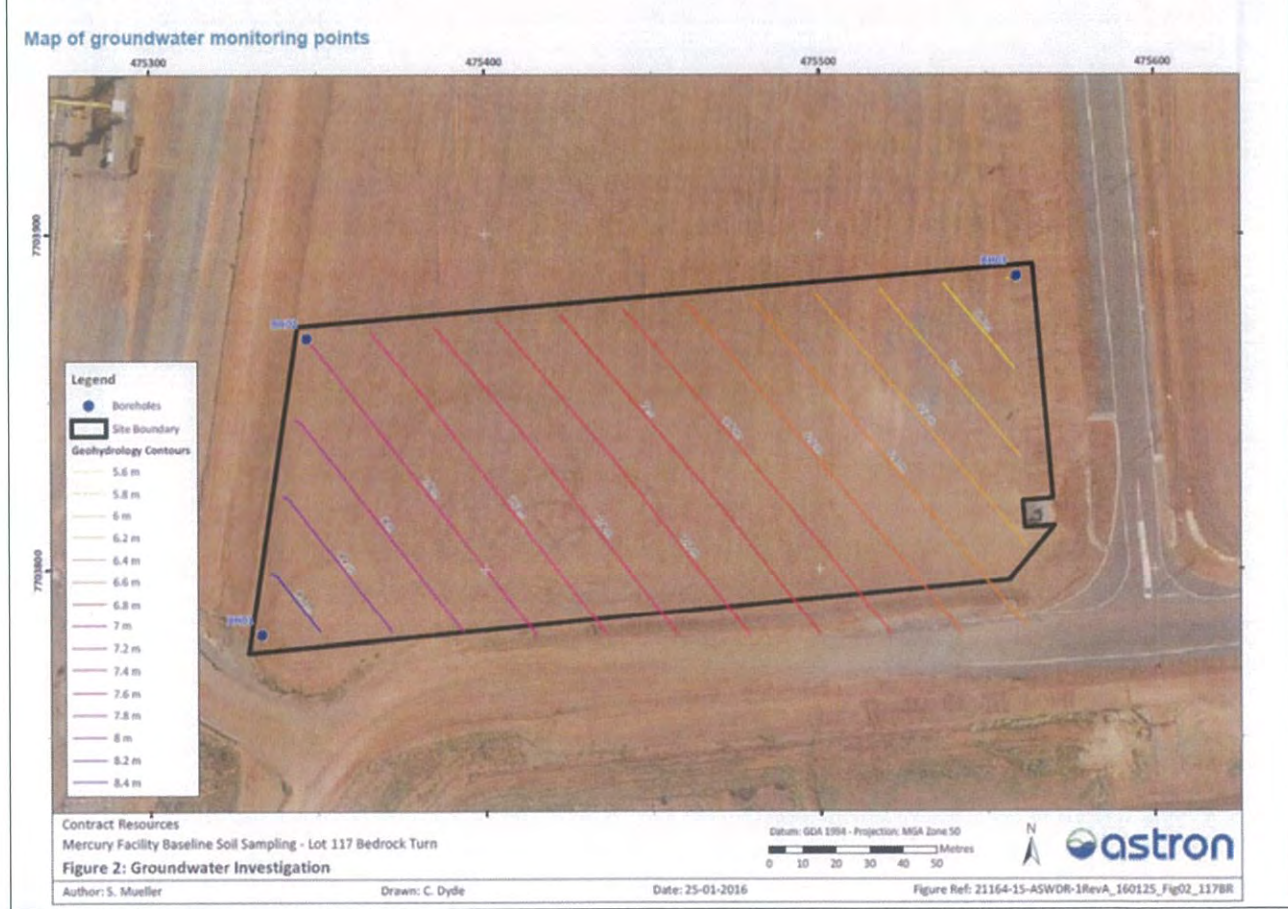 Map of groundwater monitoring points
475300 475400 475500 475600
7703900
7703800
BH02
Legend
Boreholes
Site Boundary
Geohydrology Contours
5.6 m
5.8 m
6 m
6.2 m
6.4 m
6.6 m
6.8 m
7 m
7.2 m
7.4 m
7.6 m
7.8 m
8 m
8.2 m
8.4 m
Contract Resources
Mercury Facility Baseline Soil Sampling - Lot 117 Bedrock Turn
Figure 2: Groundwater Investigation
Datum: GDA 1994 - Projection: MGA Zone 50
Metres
0 10 20 30 40 50
N
astron
Author: S. Mueller Drawn: C. Dyde Date: 25-01-2016 Figure Ref: 21164-15-ASWDR-1RevA_160125_Fig02_117BR